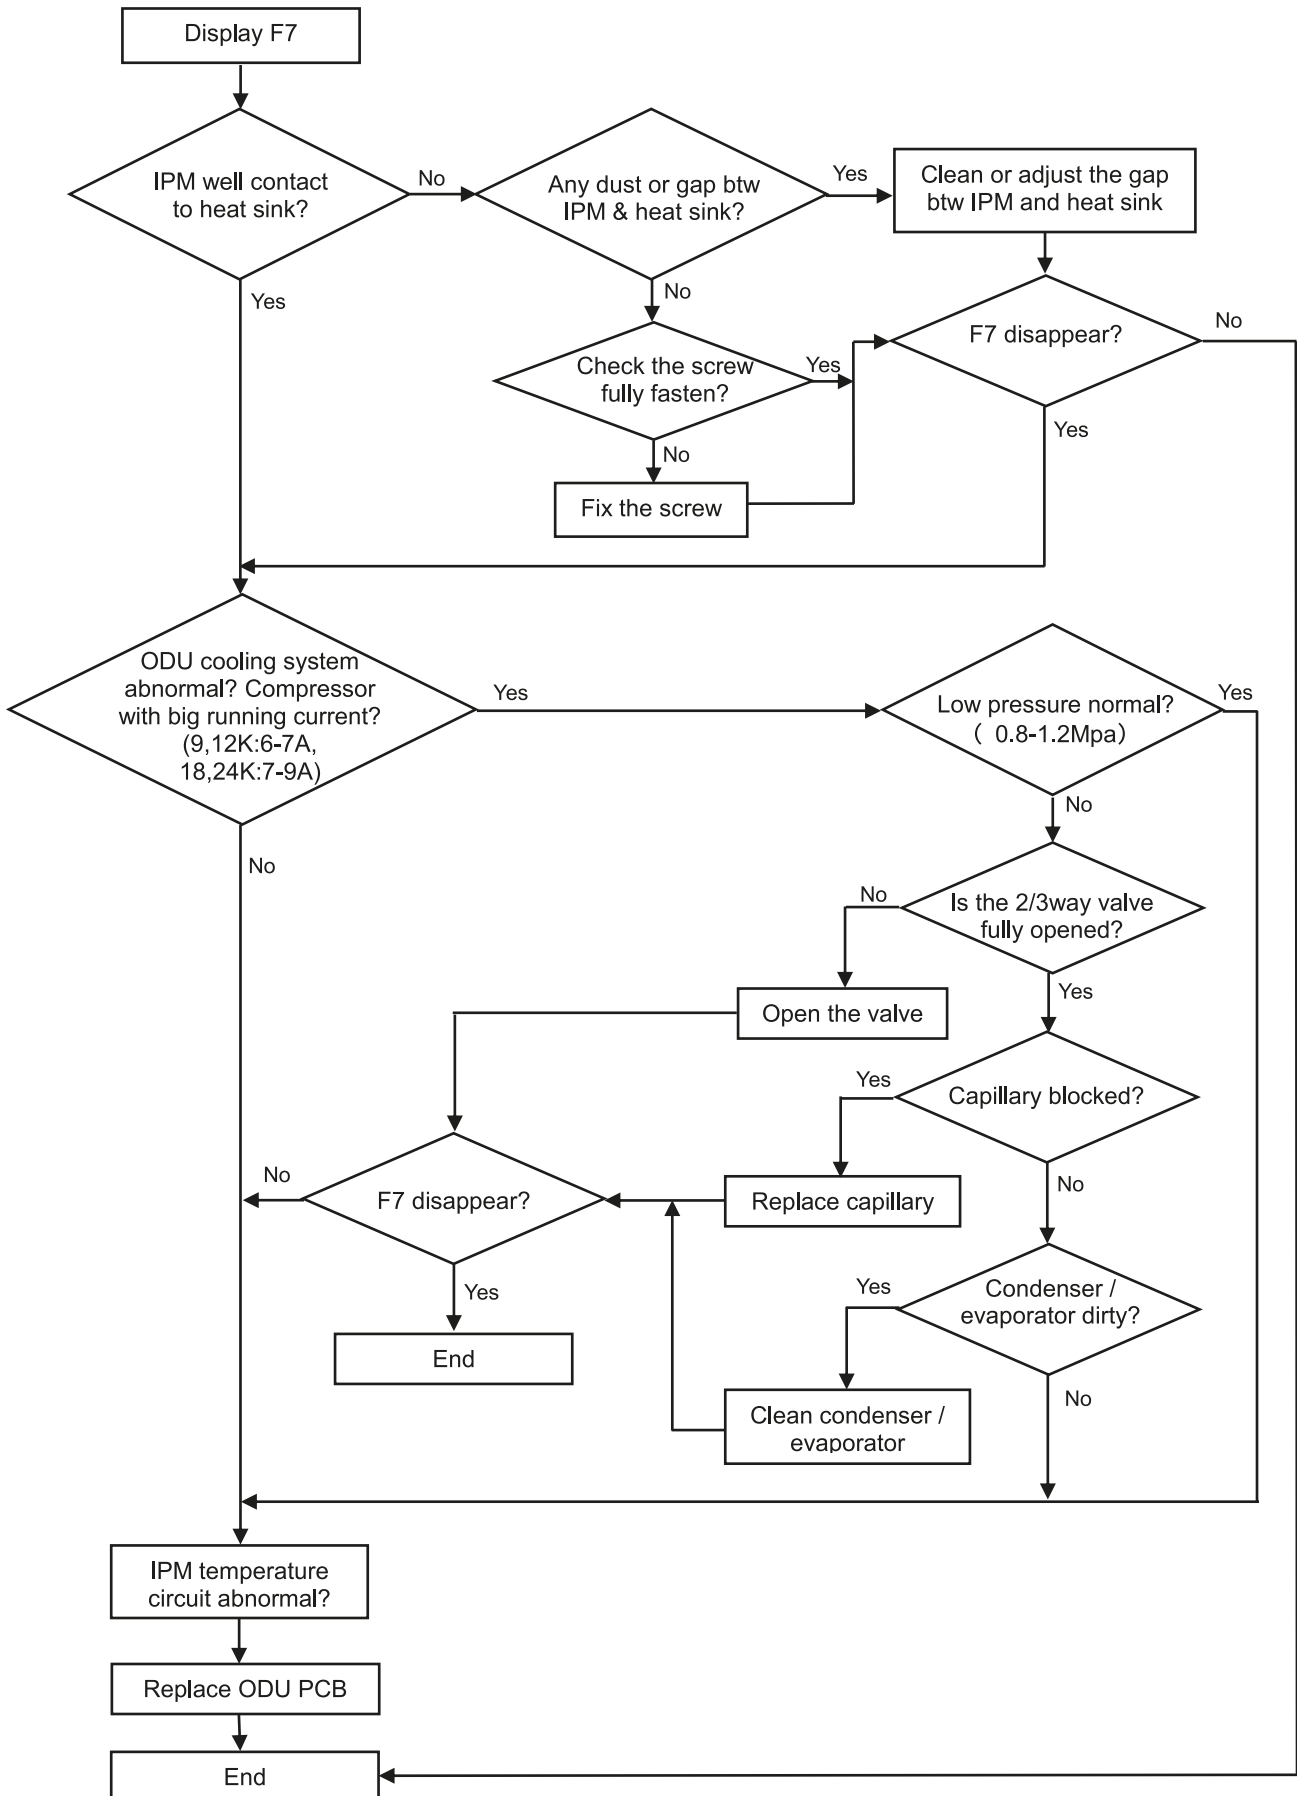 Display F7
IPM well contact
to heat sink?
No
Any dust or gap btw
IPM & heat sink?
Yes
Clean or adjust the gap
btw IPM and heat sink
Yes
No
F7 disappear?
No
Check the screw
fully fasten?
Yes
Yes
No
Fix the screw
ODU cooling system
abnormal? Compressor
with big running current?
(9,12K:6-7A,
18,24K:7-9A)
Yes
Low pressure normal?
( 0.8-1.2Mpa)
Yes
No
No
No
Is the 2/3way valve
fully opened?
Yes
Open the valve
Yes
Capillary blocked?
No
F7 disappear?
No
Replace capillary
Yes
Yes
Condenser /
evaporator dirty?
End
No
Clean condenser /
evaporator
IPM temperature
circuit abnormal?
Replace ODU PCB
End